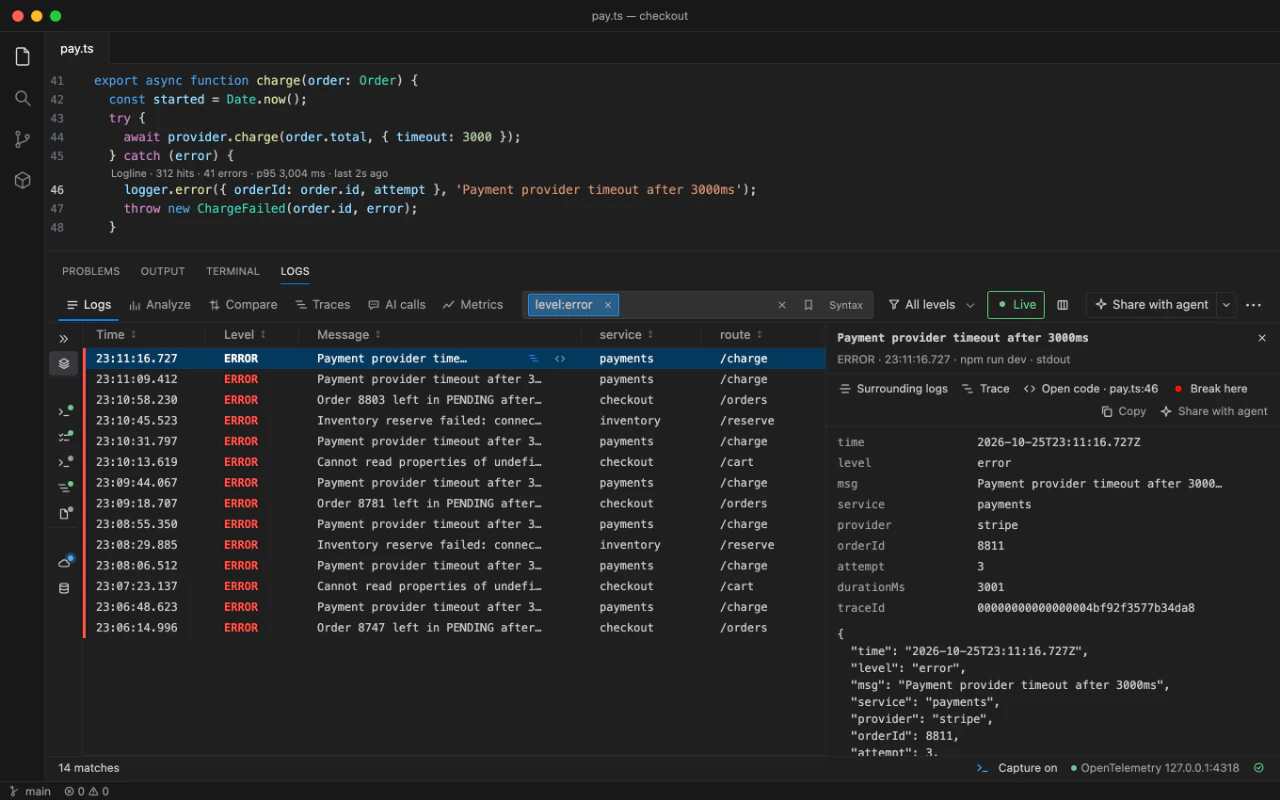 pay.ts — checkout
pay.ts
41 export async function charge(order: Order) {
42 const started = Date.now();
43 try {
44 await provider.charge(order.total, { timeout: 3000 });
45 } catch (error) {
Logline · 312 hits · 41 errors · p95 3,004 ms · last 2s ago
46 logger.error({ orderId: order.id, attempt }, 'Payment provider timeout after 3000ms');
47 throw new ChargeFailed(order.id, error);
48 }
PROBLEMS OUTPUT TERMINAL LOGS
Logs Analyze Compare Traces AI calls Metrics level:error × × Syntax All levels Live Share with agent ···
Time Level Message service route
23:11:16.727 ERROR Payment provider time… payments /charge
23:11:09.412 ERROR Payment provider timeout after 3… payments /charge
23:10:58.230 ERROR Order 8803 left in PENDING after… checkout /orders
23:10:45.523 ERROR Inventory reserve failed: connec… inventory /reserve
23:10:31.797 ERROR Payment provider timeout after 3… payments /charge
23:10:13.619 ERROR Cannot read properties of undefi… checkout /cart
23:09:44.067 ERROR Payment provider timeout after 3… payments /charge
23:09:18.707 ERROR Order 8781 left in PENDING after… checkout /orders
23:08:55.350 ERROR Payment provider timeout after 3… payments /charge
23:08:29.885 ERROR Inventory reserve failed: connec… inventory /reserve
23:08:06.512 ERROR Payment provider timeout after 3… payments /charge
23:07:23.137 ERROR Cannot read properties of undefi… checkout /cart
23:06:48.623 ERROR Payment provider timeout after 3… payments /charge
23:06:14.996 ERROR Order 8747 left in PENDING after… checkout /orders
Payment provider timeout after 3000ms ×
ERROR · 23:11:16.727 · npm run dev · stdout
Surrounding logs Trace Open code · pay.ts:46 Break here
Copy Share with agent
time 2026-10-25T23:11:16.727Z
level error
msg Payment provider timeout after 3000…
service payments
provider stripe
orderId 8811
attempt 3
durationMs 3001
traceId 00000000000000004bf92f3577b34da8
{
"time": "2026-10-25T23:11:16.727Z",
"level": "error",
"msg": "Payment provider timeout after 3000ms",
"service": "payments",
"provider": "stripe",
"orderId": 8811,
"attempt": 3,
14 matches Capture on OpenTelemetry 127.0.0.1:4318
main 0 0